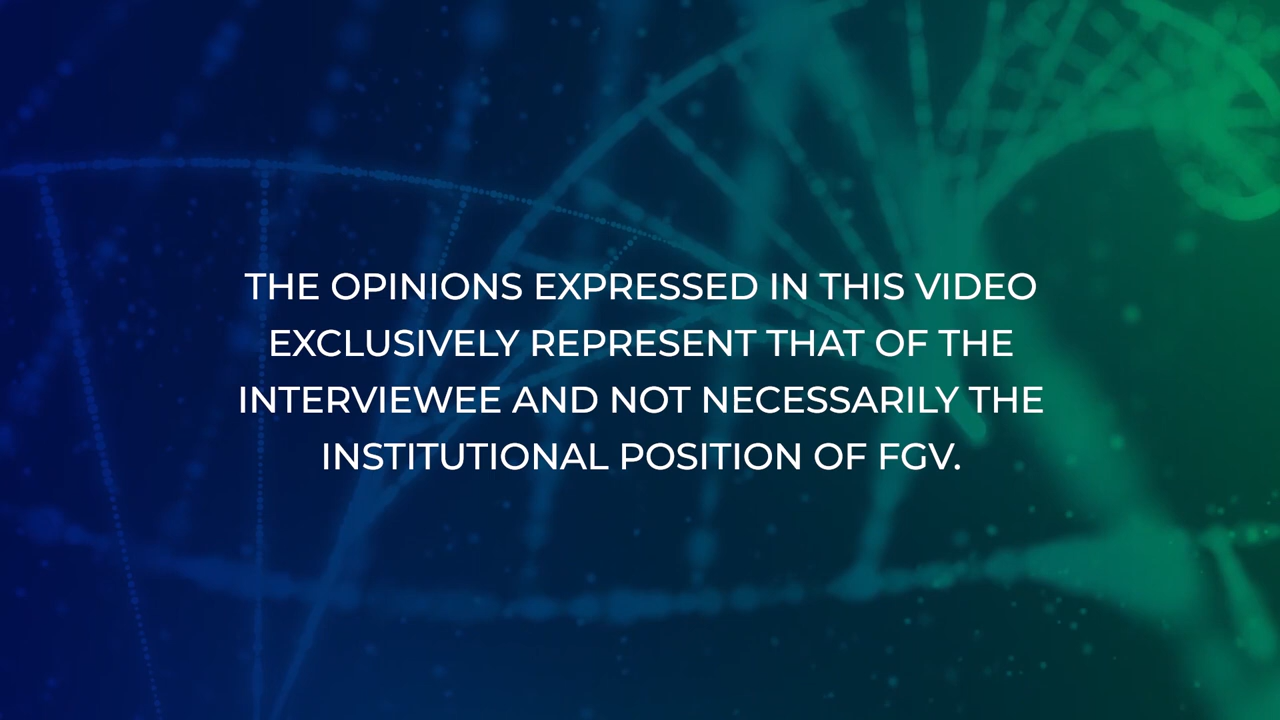 THE OPINIONS EXPRESSED IN THIS VIDEO
EXCLUSIVELY REPRESENT THAT OF THE
INTERVIEWEE AND NOT NECESSARILY THE
INSTITUTIONAL POSITION OF FGV.